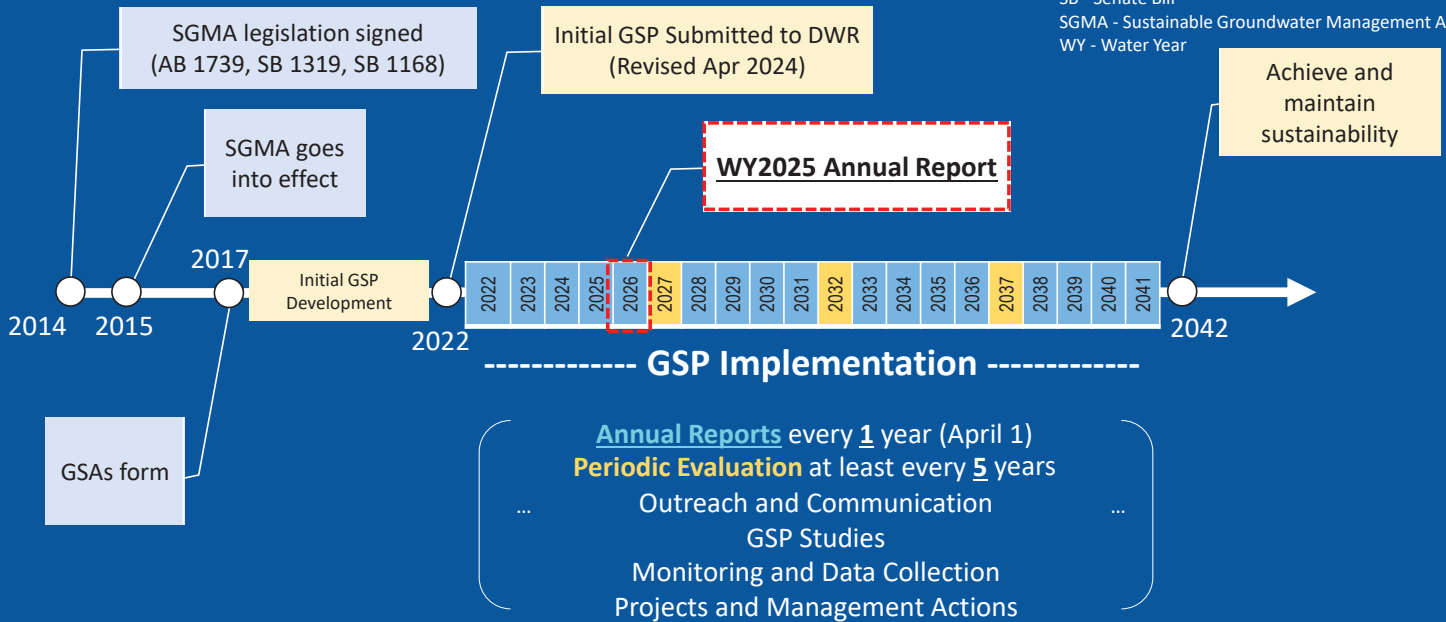 SB - Senate Bill
SGMA - Sustainable Groundwater Management A
WY - Water Year
SGMA legislation signed
(AB 1739, SB 1319, SB 1168)
Initial GSP Submitted to DWR
(Revised Apr 2024)
Achieve and
maintain
sustainability
SGMA goes
into effect
WY2025 Annual Report
2017
Initial GSP
Development
2022
2023
2024
2025
2026
2027
2028
2029
2030
2031
2032
2033
2034
2035
2036
2037
2038
2039
2040
2041
2014
2015
2022
2042
------------- GSP Implementation -------------
GSAs form
Annual Reports every 1 year (April 1)
Periodic Evaluation at least every 5 years
... Outreach and Communication ...
GSP Studies
Monitoring and Data Collection
Projects and Management Actions